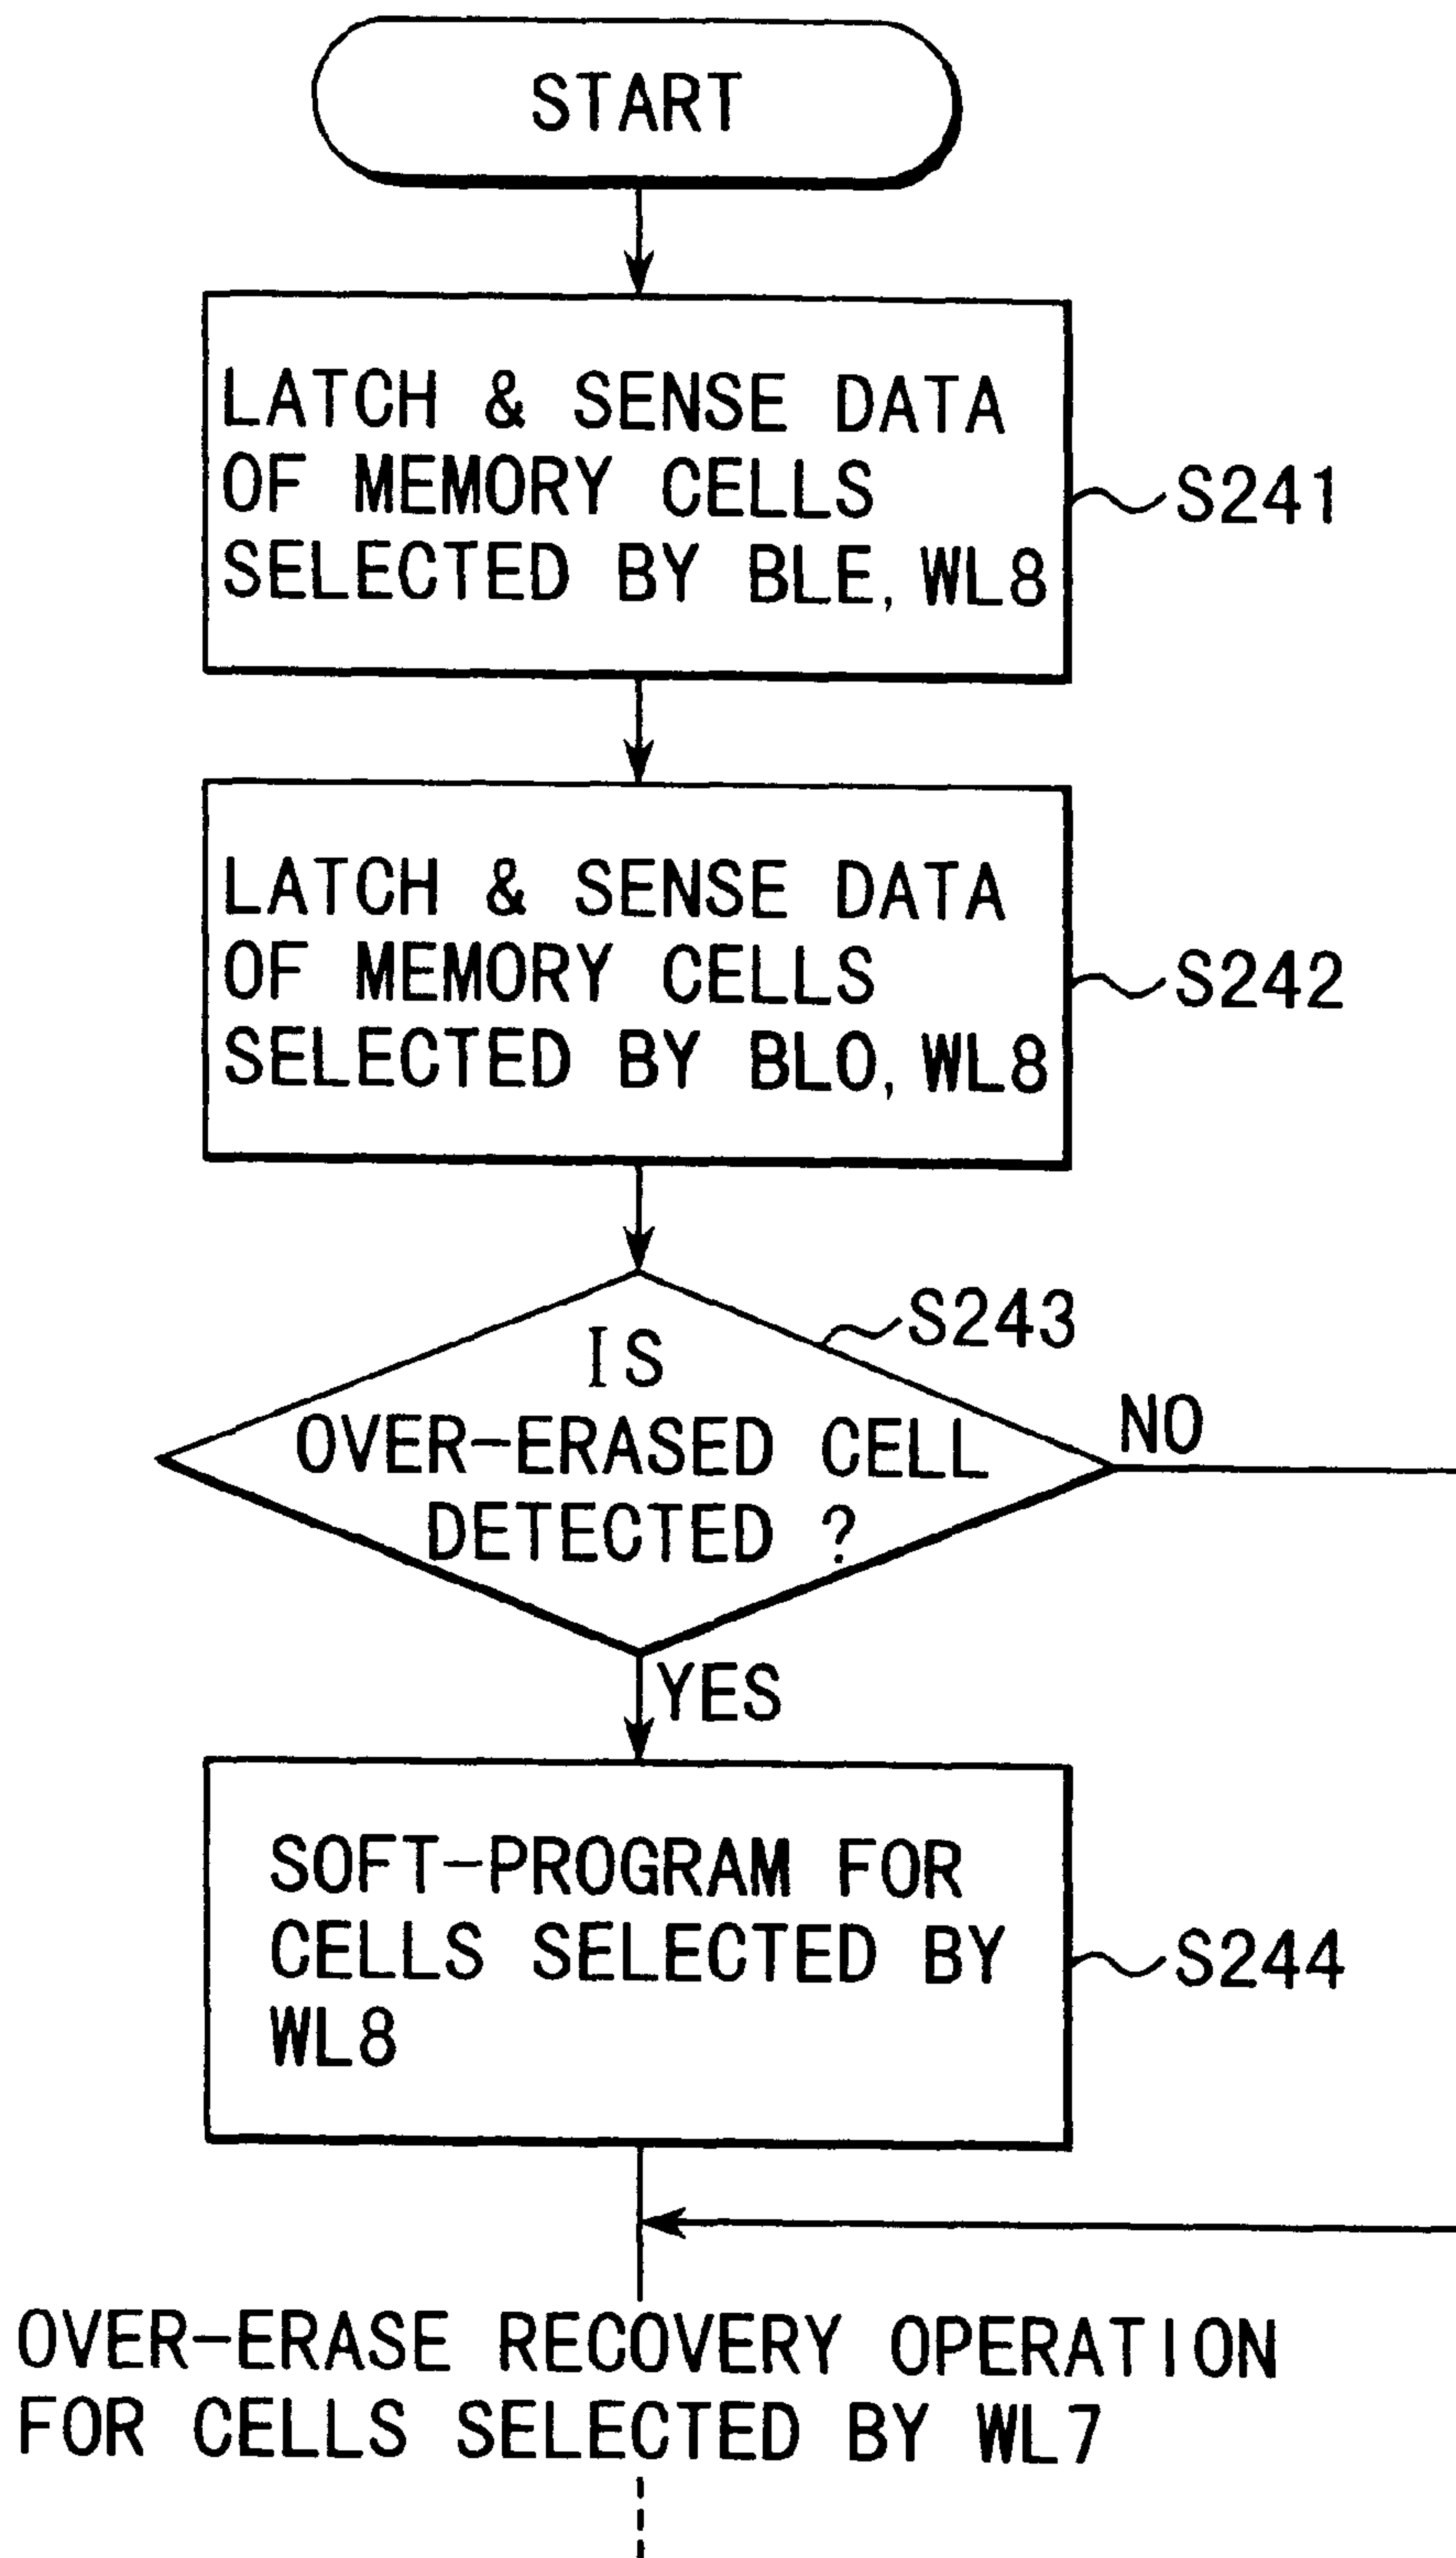 START
LATCH & SENSE DATA
OF MEMORY CELLS
SELECTED BY BLE, WL8
S241
LATCH & SENSE DATA
OF MEMORY CELLS
SELECTED BY BLO, WL8
S242
S243
IS
OVER-ERASED CELL
DETECTED ?
NO
YES
SOFT-PROGRAM FOR
CELLS SELECTED BY
WL8
S244
OVER-ERASE RECOVERY OPERATION
FOR CELLS SELECTED BY WL7